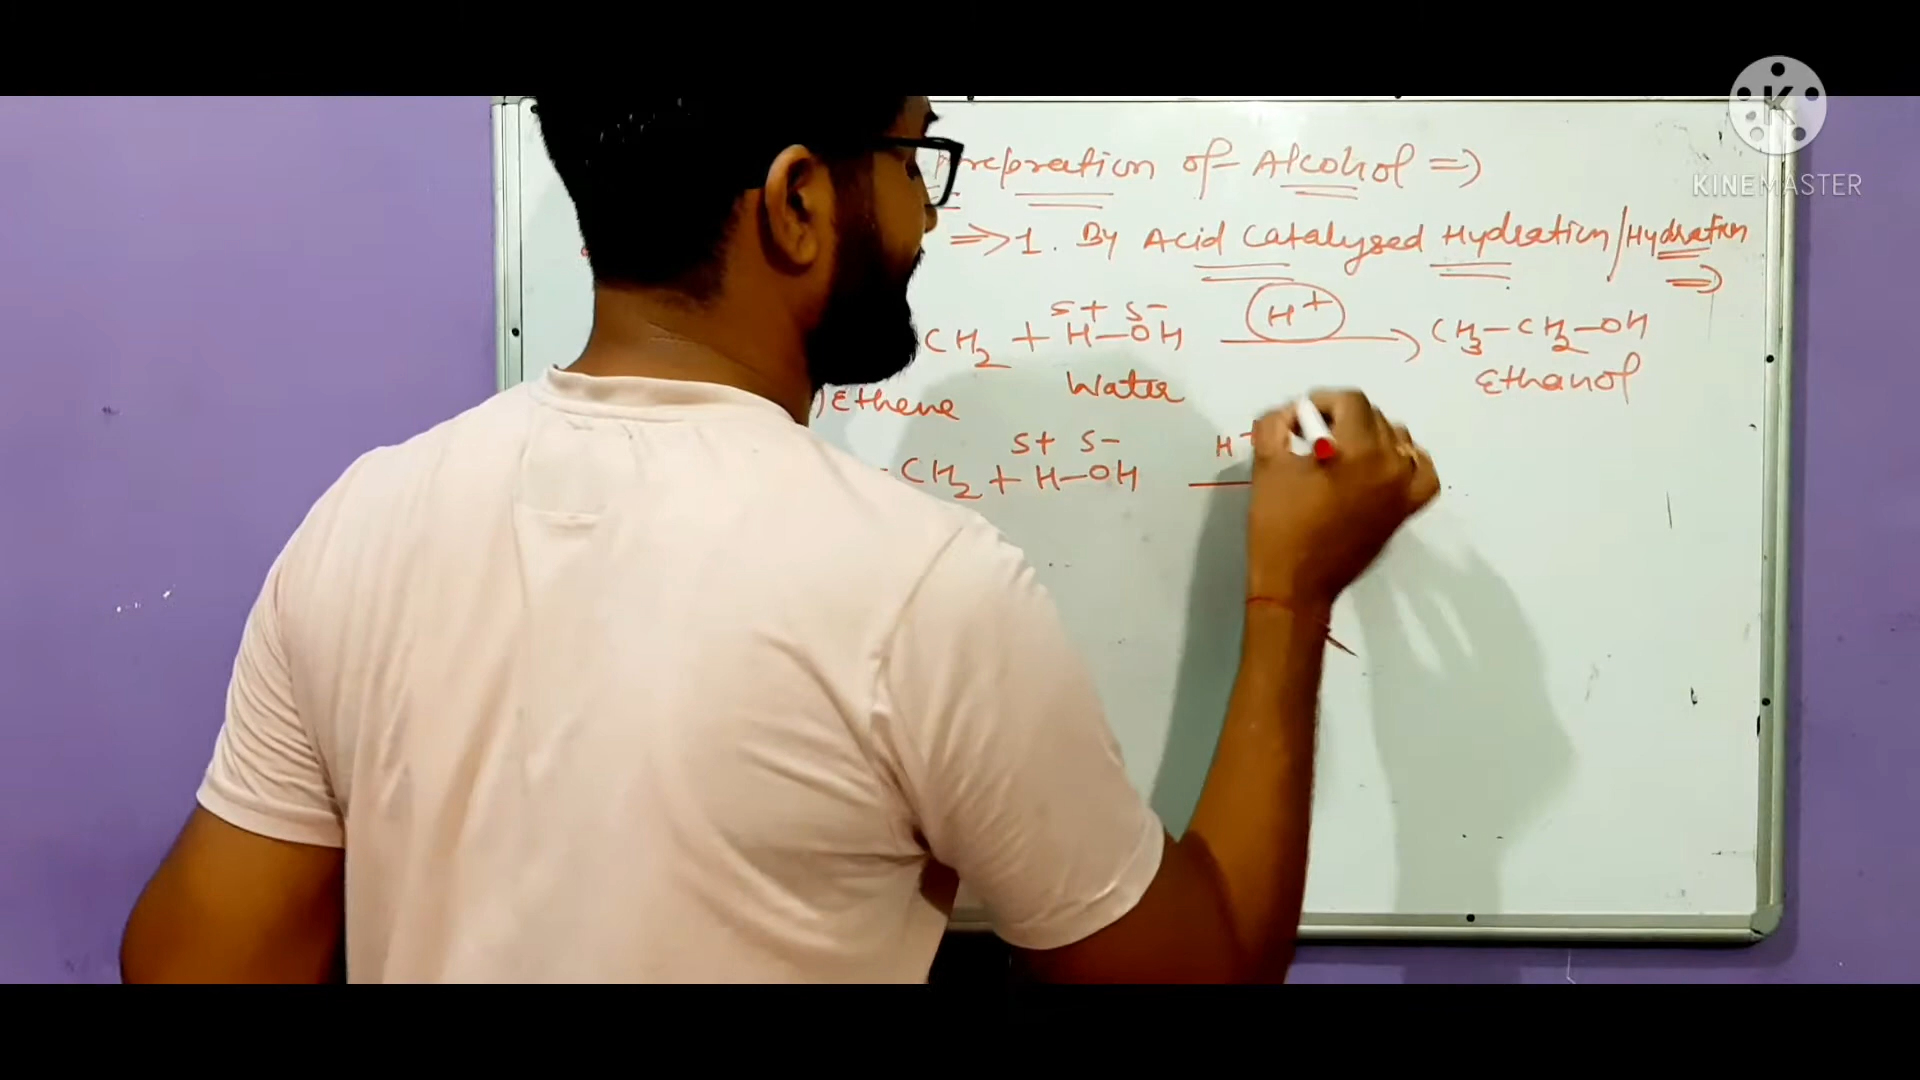 K
KINEMASTER
repration of Alcohol ⇒
⇒ 1. By Acid Catalysed Hydration/Hydration
⇒
δ+ δ-
CH2 + H-OH H+ → CH3-CH2-OH
Ethene Water Ethanol
δ+ δ-
-CH2 + H-OH H+